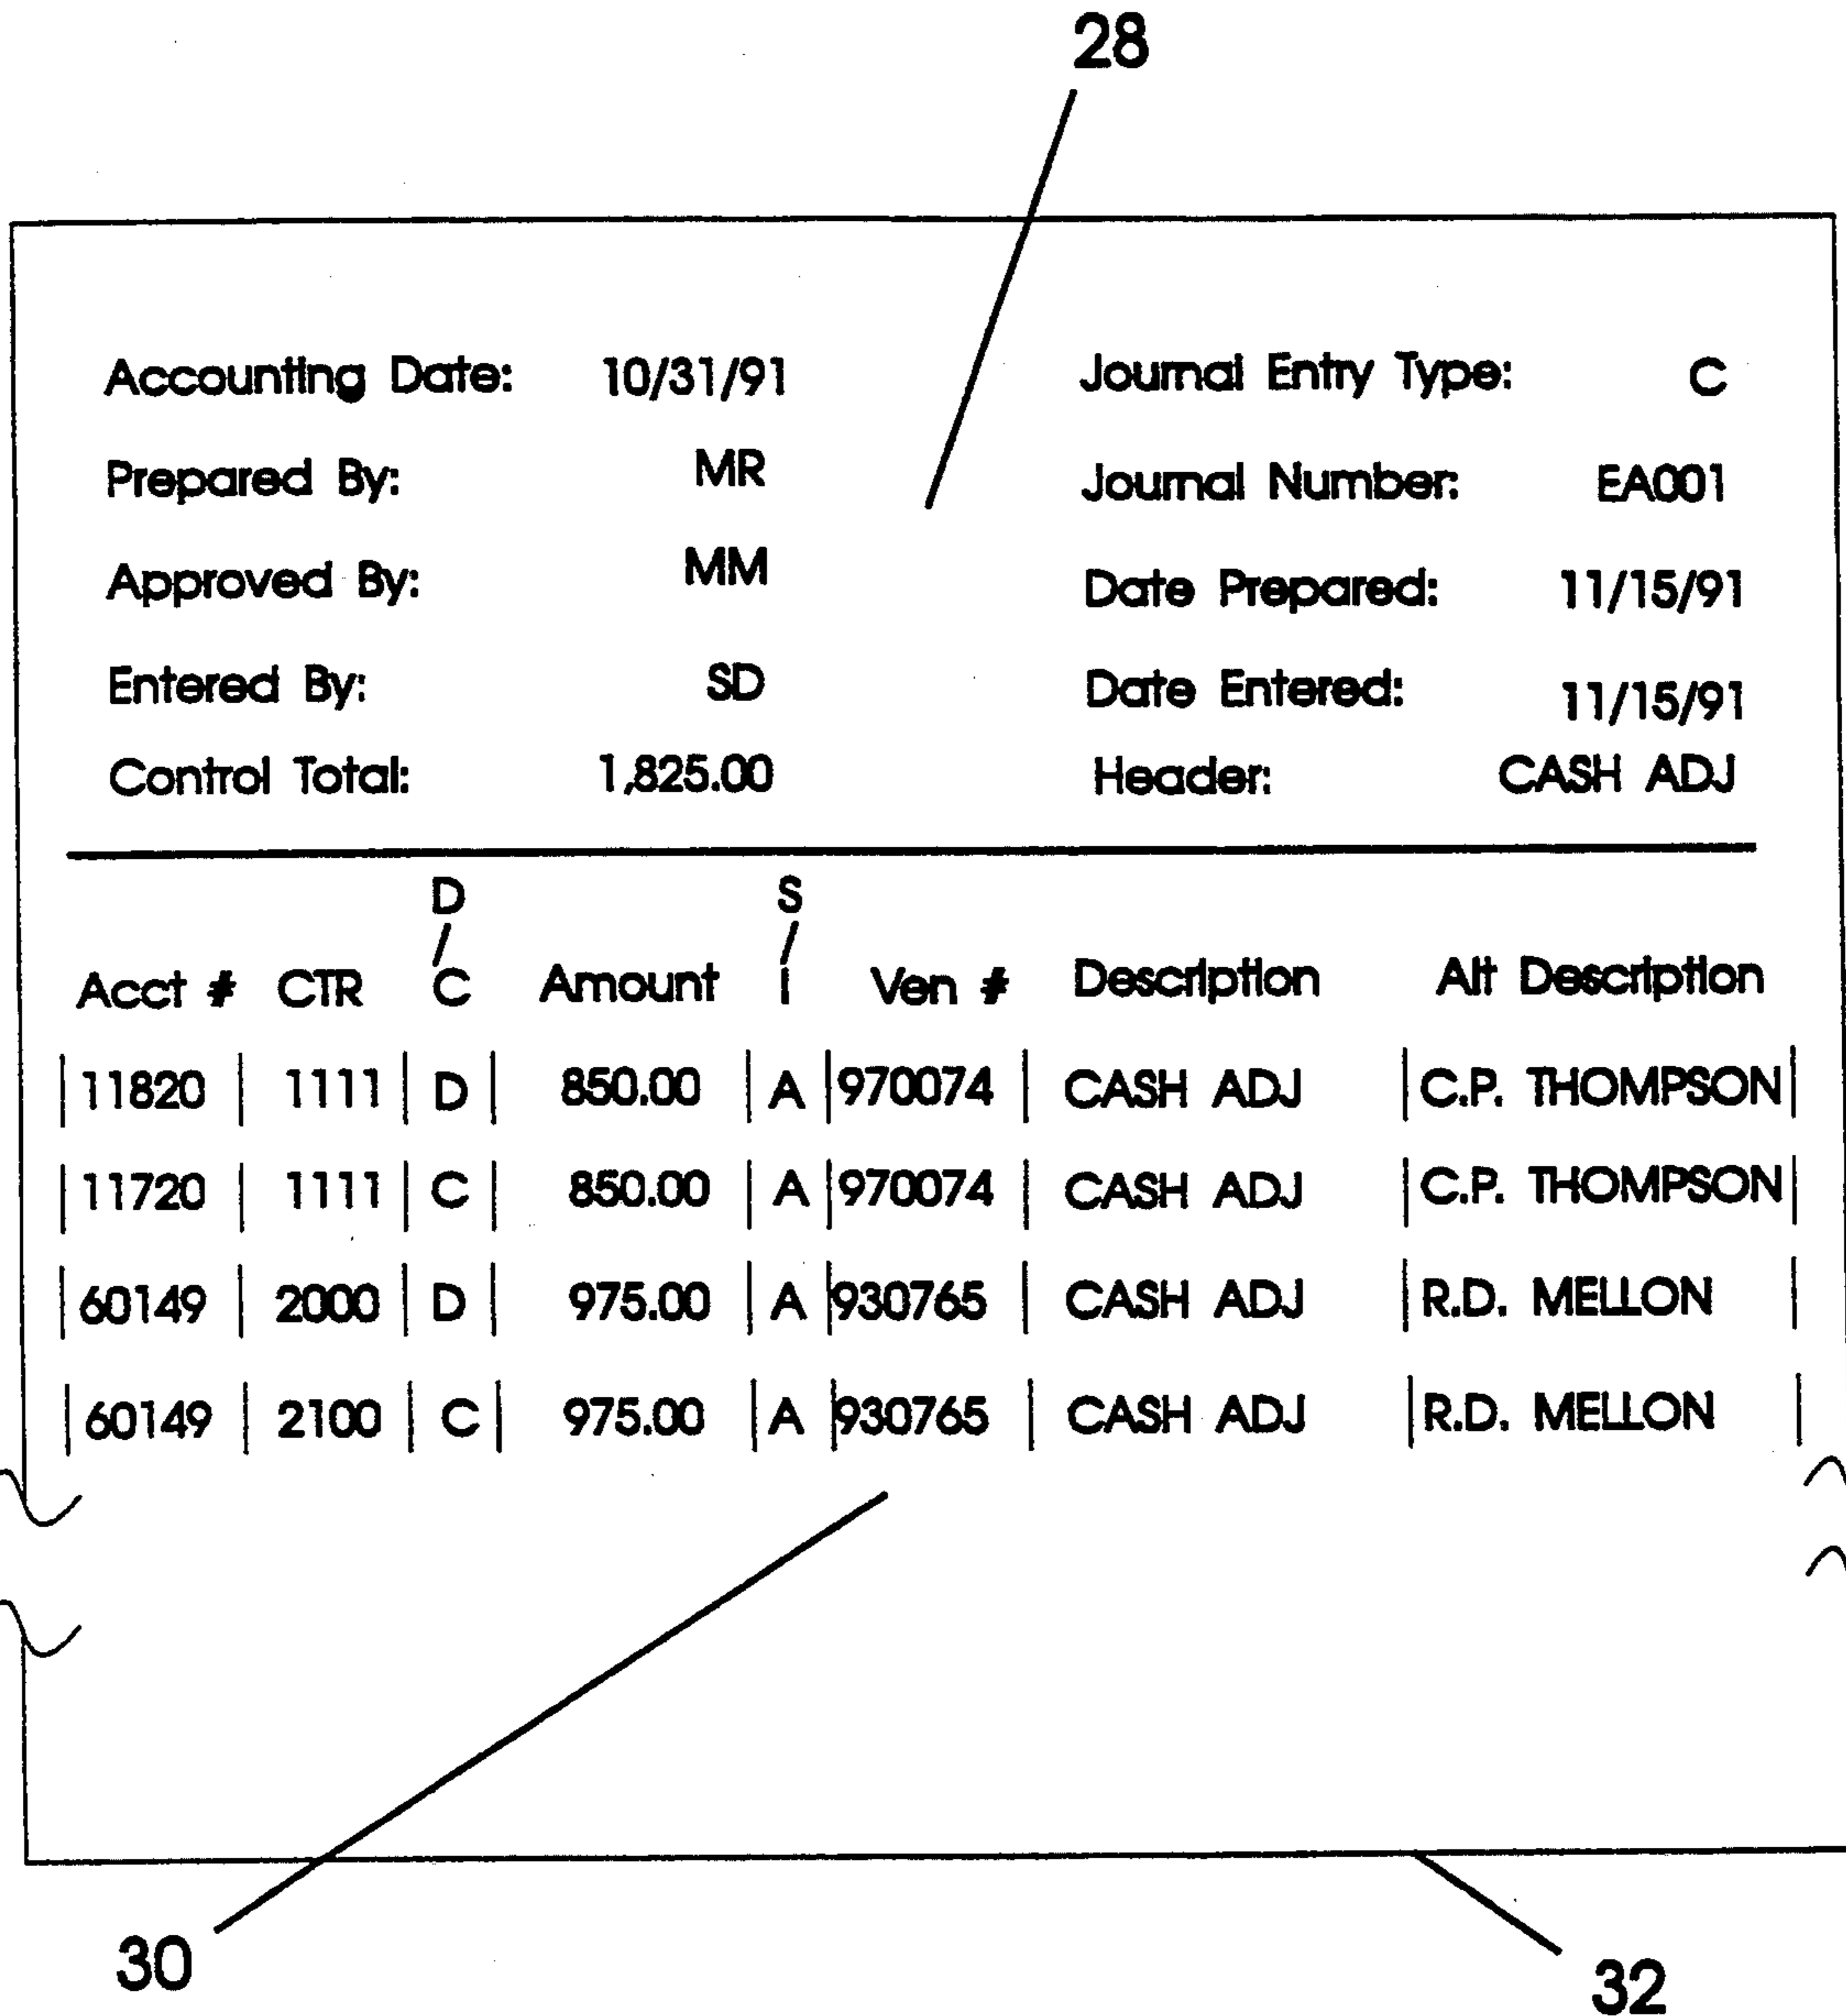 28
Accounting Date: 10/31/91 Journal Entry Type: C
Prepared By: MR Journal Number: EA001
Approved By: MM Date Prepared: 11/15/91
Entered By: SD Date Entered: 11/15/91
Control Total: 1,825.00 Header: CASH ADJ
D S
/ /
Acct # CTR C Amount I Ven # Description Alt Description
| 11820 | 1111 | D | 850.00 | A | 970074 | CASH ADJ | C.P. THOMPSON |
| 11720 | 1111 | C | 850.00 | A | 970074 | CASH ADJ | C.P. THOMPSON |
| 60149 | 2000 | D | 975.00 | A | 930765 | CASH ADJ | R.D. MELLON |
| 60149 | 2100 | C | 975.00 | A | 930765 | CASH ADJ | R.D. MELLON |
30 32